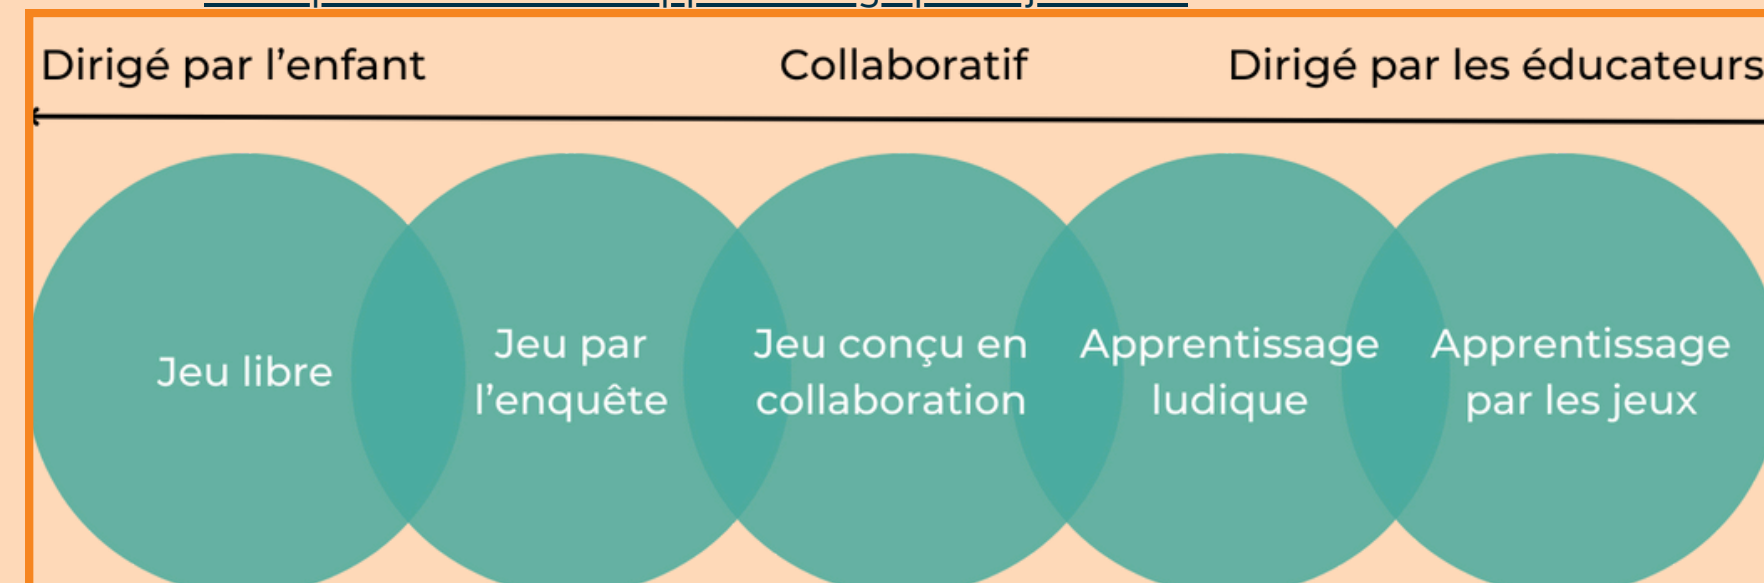 Dirigé par l'enfant Collaboratif Dirigé par les éducateurs
Jeu libre
Jeu par
l'enquête
Jeu conçu en
collaboration
Apprentissage
ludique
Apprentissage
par les jeux